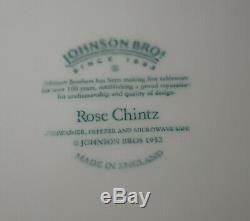 JOHNSON BROS
SINCE 1883
®
Johnson Brothers has been making fine tableware
for over 100 years, establishing a proud reputation
for craftsmanship and quality of design.
Rose Chintz
DISHWASHER, FREEZER AND MICROWAVE SAFE
© JOHNSON BROS 1952
MADE IN ENGLAND